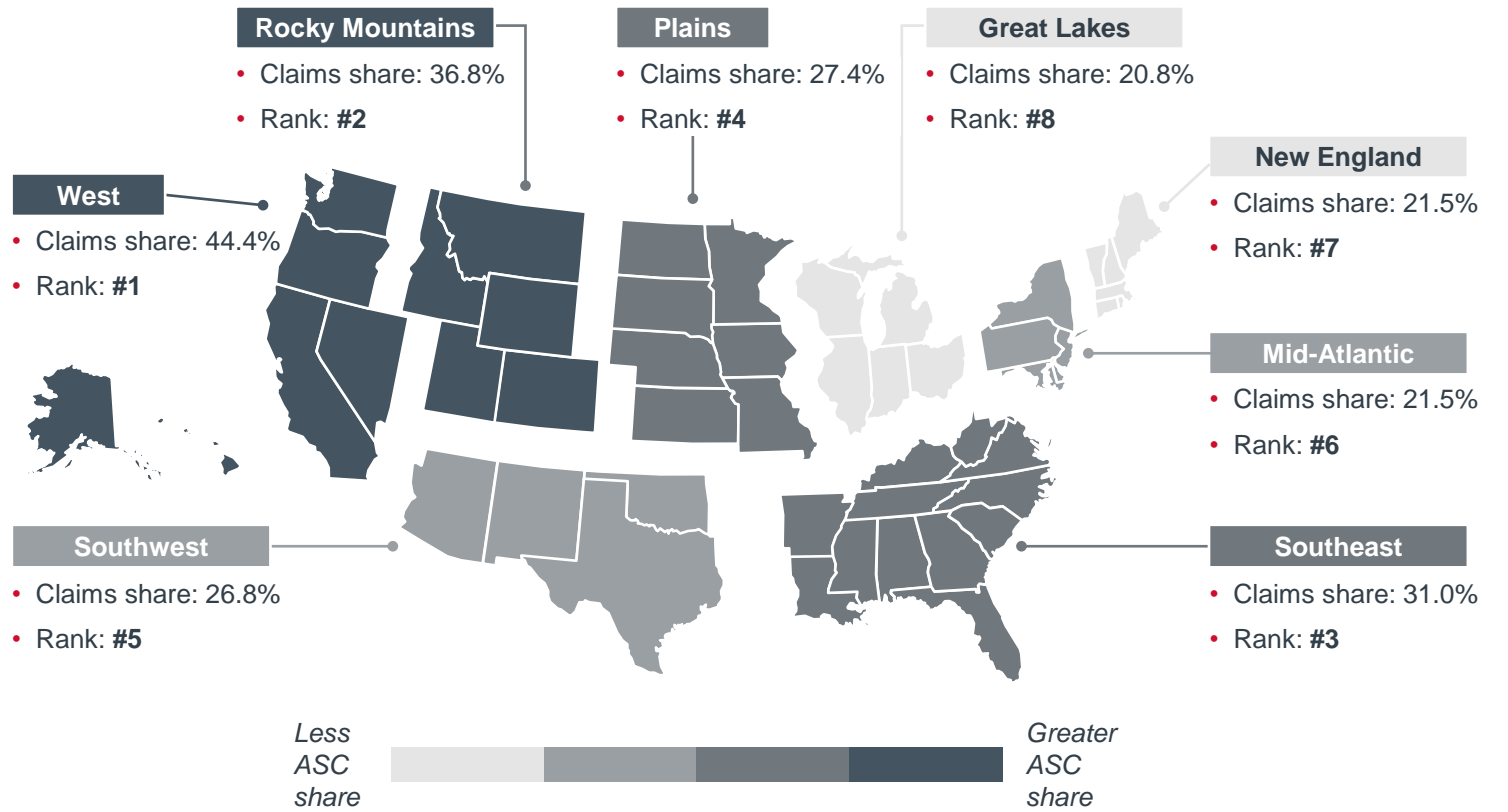 Rocky Mountains
• Claims share: 36.8%
• Rank: #2
Plains
• Claims share: 27.4%
• Rank: #4
Great Lakes
• Claims share: 20.8%
• Rank: #8
New England
• Claims share: 21.5%
• Rank: #7
West
• Claims share: 44.4%
• Rank: #1
Mid-Atlantic
• Claims share: 21.5%
• Rank: #6
Southwest
• Claims share: 26.8%
• Rank: #5
Southeast
• Claims share: 31.0%
• Rank: #3
Less
ASC
share
Greater
ASC
share